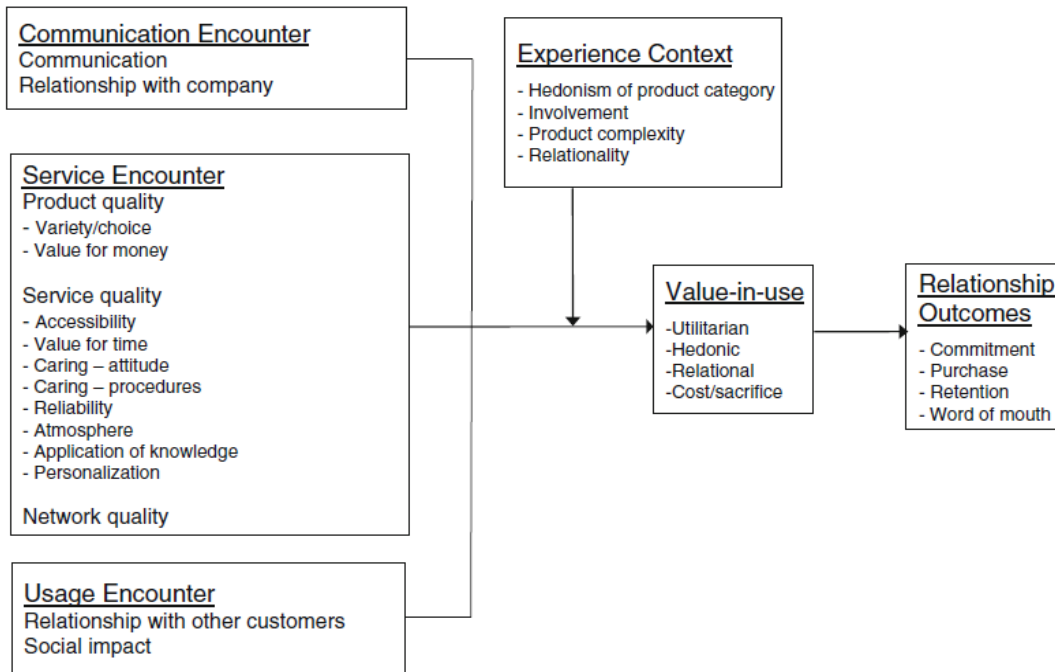 Communication Encounter
Communication
Relationship with company
Service Encounter
Product quality
- Variety/choice
- Value for money
Service quality
- Accessibility
- Value for time
- Caring – attitude
- Caring – procedures
- Reliability
- Atmosphere
- Application of knowledge
- Personalization
Network quality
Usage Encounter
Relationship with other customers
Social impact
Experience Context
- Hedonism of product category
- Involvement
- Product complexity
- Relationality
Value-in-use
-Utilitarian
-Hedonic
-Relational
-Cost/sacrifice
Relationship
Outcomes
- Commitment
- Purchase
- Retention
- Word of mouth